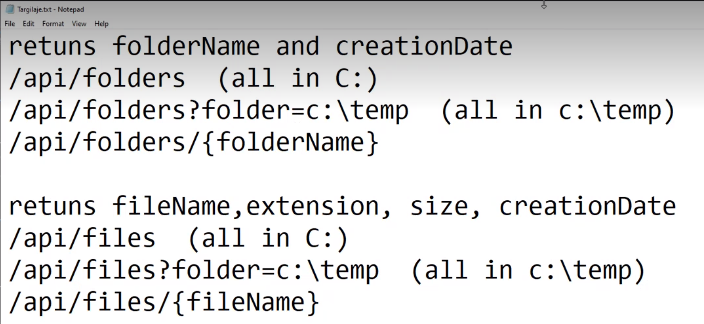 Targilaje.txt - Notepad
File Edit Format View Help
retuns folderName and creationDate
/api/folders (all in C:)
/api/folders?folder=c:\temp (all in c:\temp)
/api/folders/{folderName}
retuns fileName,extension, size, creationDate
/api/files (all in C:)
/api/files?folder=c:\temp (all in c:\temp)
/api/files/{fileName}